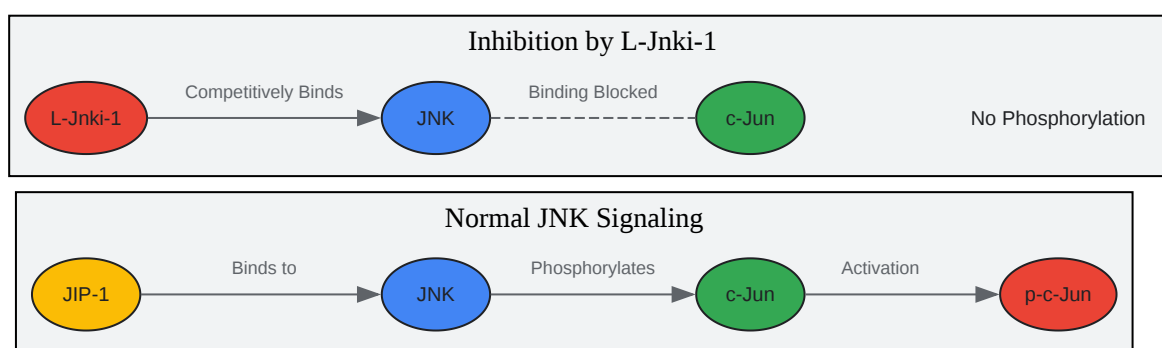 Inhibition by L-Jnki-1
Competitively Binds
Binding Blocked
L-Jnki-1
JNK
c-Jun
No Phosphorylation
Normal JNK Signaling
Binds to
Phosphorylates
Activation
JIP-1
JNK
c-Jun
p-c-Jun